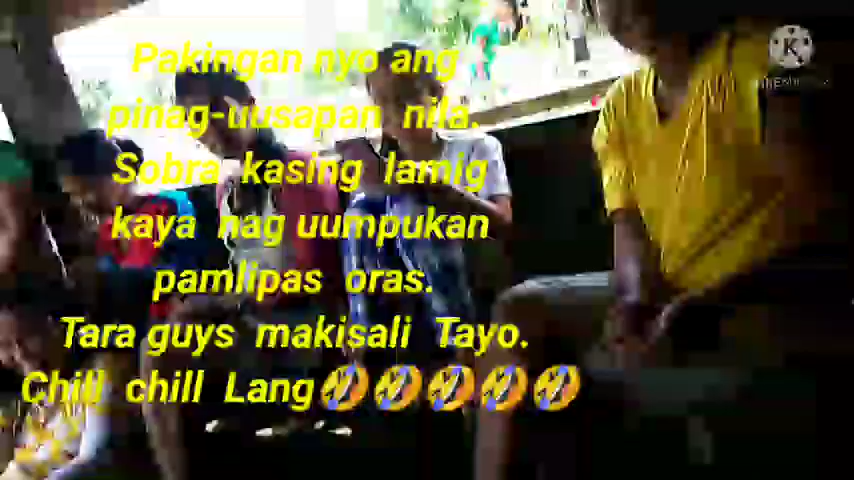 Pakingan nyo ang
pinag-uusapan nila.
Sobra kasing lamig
kaya nag uumpukan
pamlipas oras.
Tara guys makisali Tayo.
Chill chill Lang🤣🤣🤣🤣🤣
K